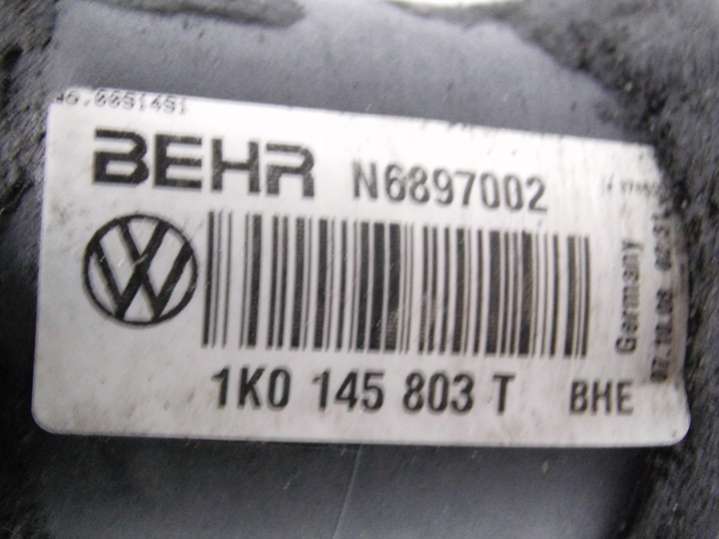 BEHR N6897002
1K0 145 803 T BHE
Germany